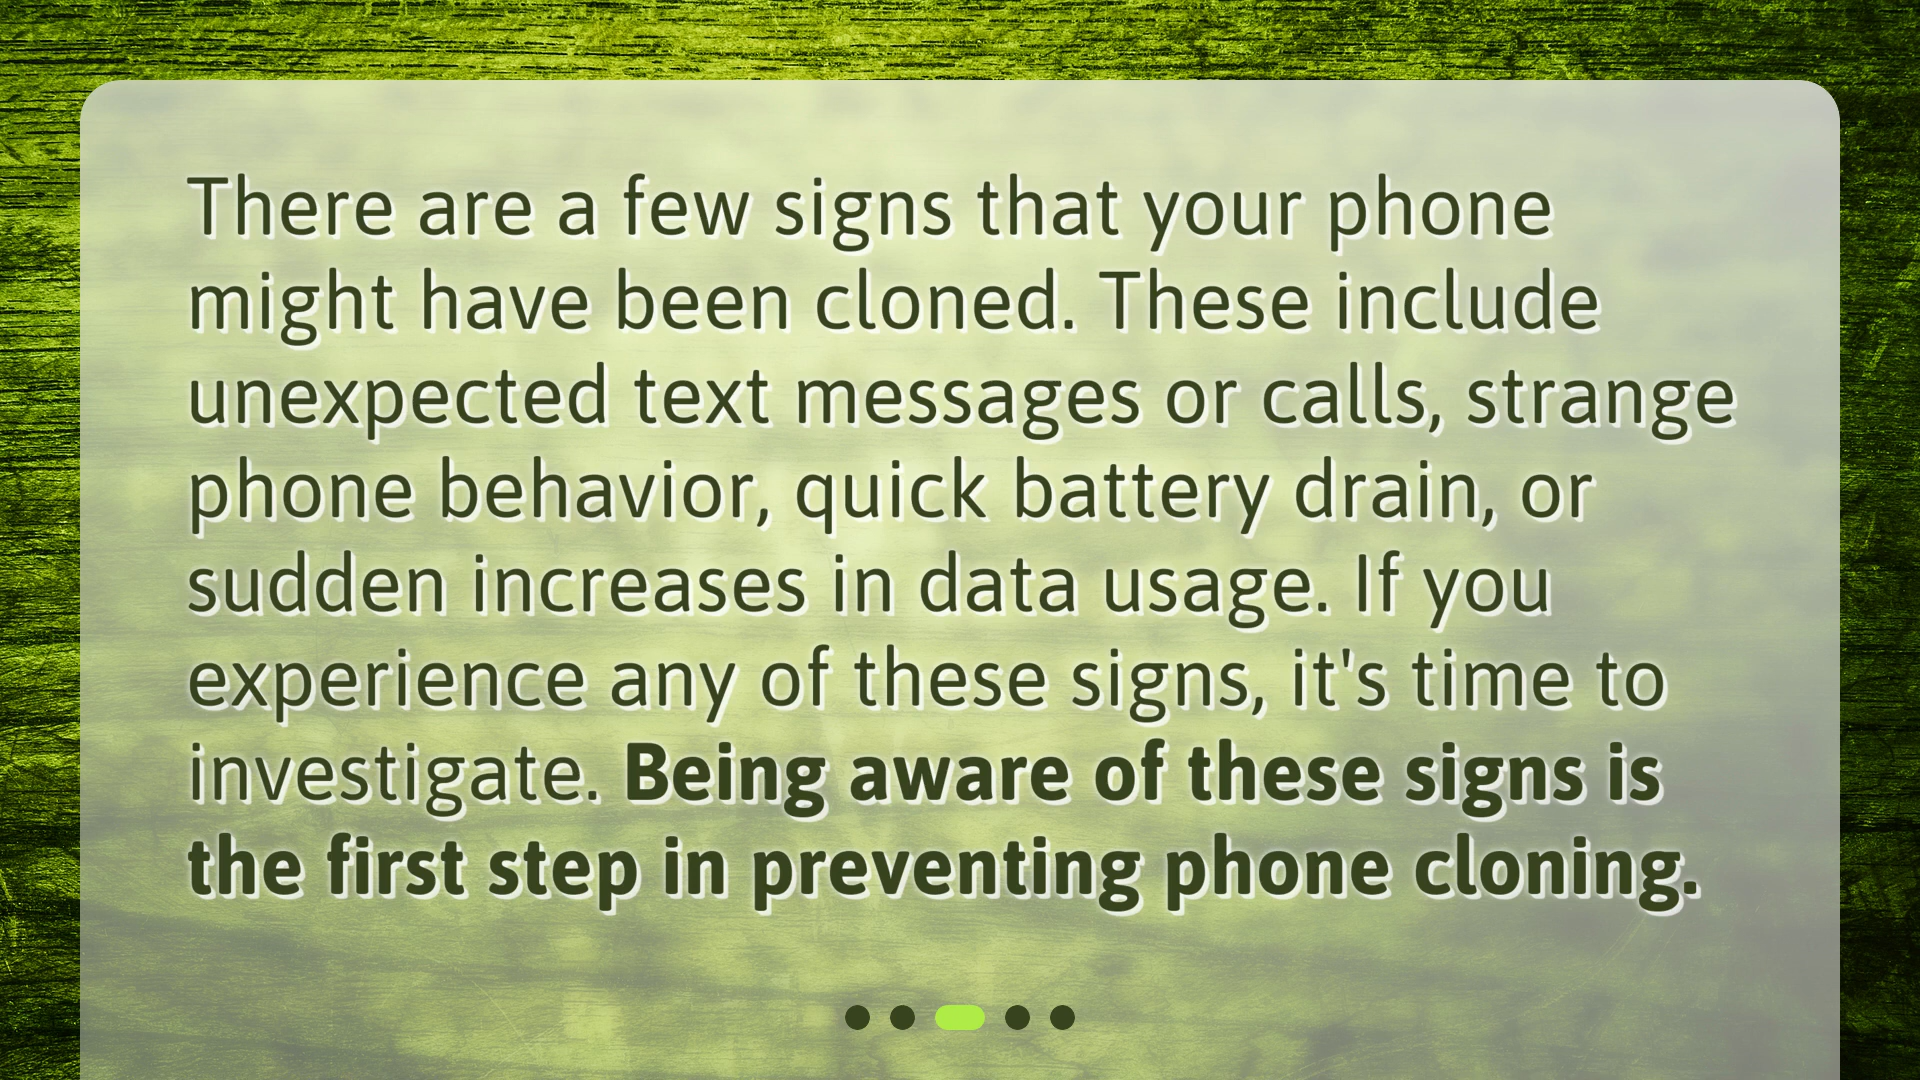 There are a few signs that your phone
might have been cloned. These include
unexpected text messages or calls, strange
phone behavior, quick battery drain, or
sudden increases in data usage. If you
experience any of these signs, it's time to
investigate. Being aware of these signs is
the first step in preventing phone cloning.